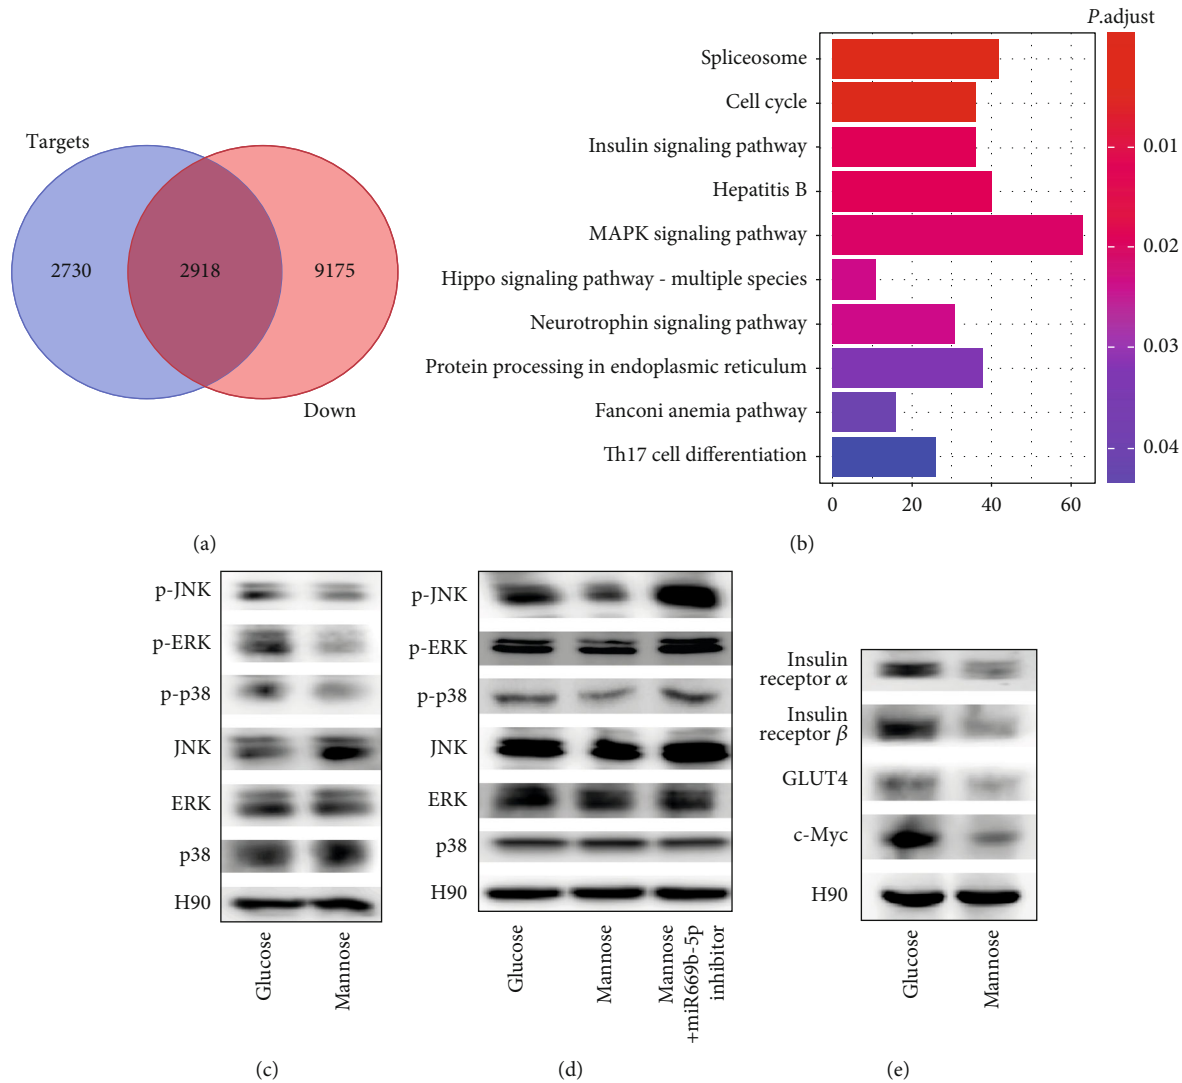 Targets
2730
2918
9175
Down
(a)
P.adjust
Spliceosome
Cell cycle
Insulin signaling pathway
Hepatitis B
MAPK signaling pathway
Hippo signaling pathway - multiple species
Neurotrophin signaling pathway
Protein processing in endoplasmic reticulum
Fanconi anemia pathway
Th17 cell differentiation
0
20
40
60
0.01
0.02
0.03
0.04
(b)
p-JNK
p-ERK
p-p38
JNK
ERK
p38
H90
Glucose
Mannose
(c)
p-JNK
p-ERK
p-p38
JNK
ERK
p38
H90
Glucose
Mannose
Mannose
+miR669b-5p
inhibitor
(d)
Insulin
receptor α
Insulin
receptor β
GLUT4
c-Myc
H90
Glucose
Mannose
(e)